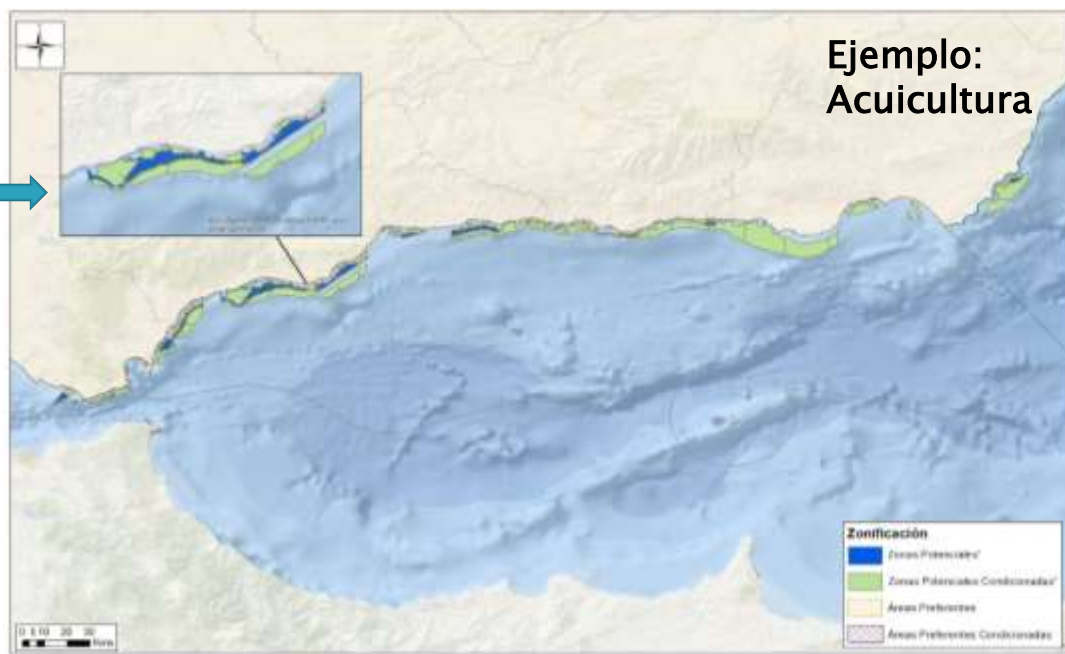 Ejemplo:
Acuicultura
Zonificación
Zonas Potenciales*
Zonas Potenciales Condicionadas*
Áreas Preferentes
Áreas Preferentes Condicionadas